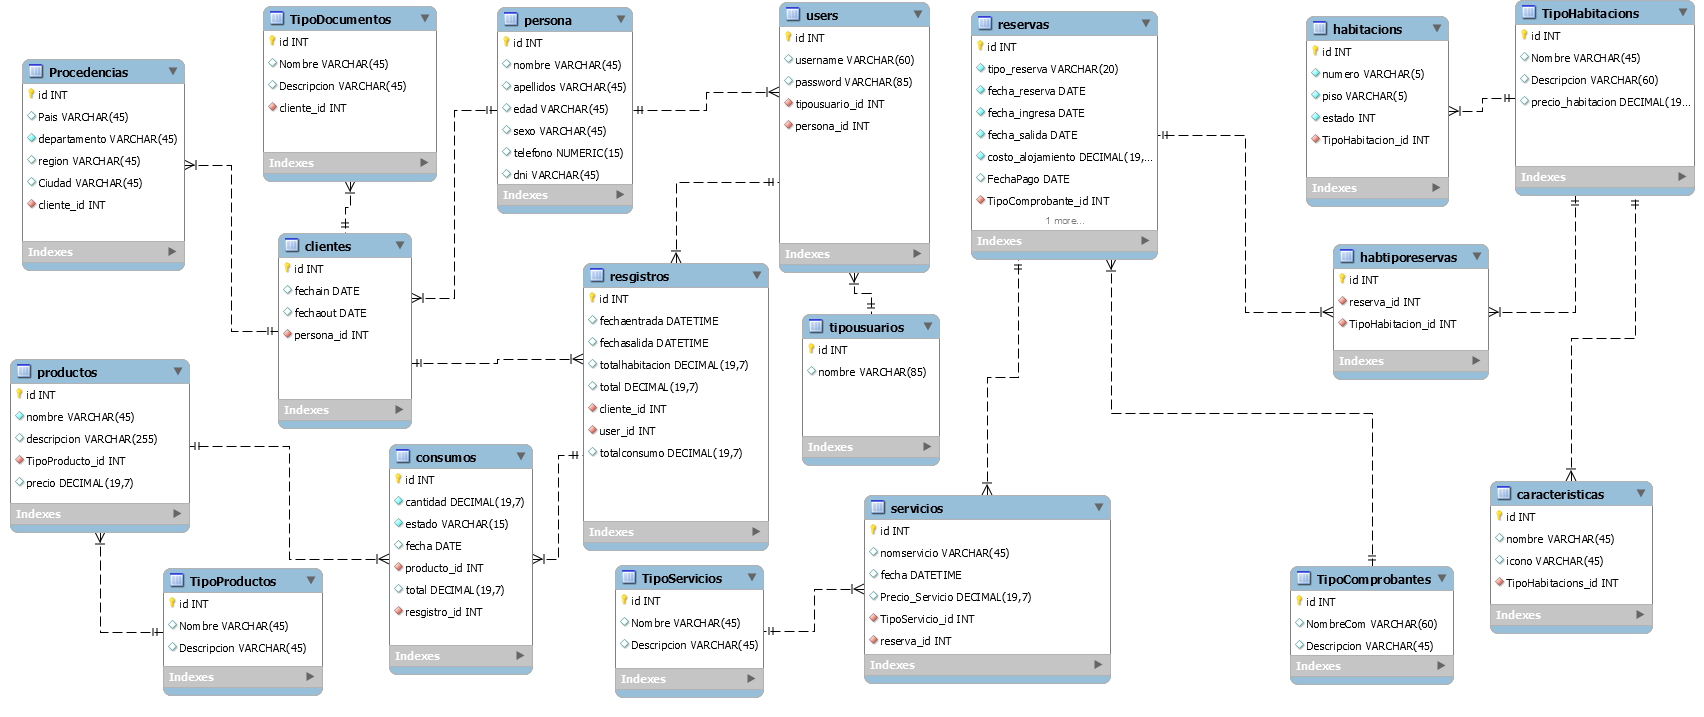 Procedencias
id INT
Pais VARCHAR(45)
departamento VARCHAR(45)
region VARCHAR(45)
Ciudad VARCHAR(45)
cliente_id INT
Indexes
TipoDocumentos
id INT
Nombre VARCHAR(45)
Descripcion VARCHAR(45)
cliente_id INT
Indexes
persona
id INT
nombre VARCHAR(45)
apellidos VARCHAR(45)
edad VARCHAR(45)
sexo VARCHAR(45)
telefono NUMERIC(15)
dni VARCHAR(45)
Indexes
users
id INT
username VARCHAR(60)
password VARCHAR(85)
tipousuario_id INT
persona_id INT
Indexes
reservas
id INT
tipo_reserva VARCHAR(20)
fecha_reserva DATE
fecha_ingresa DATE
fecha_salida DATE
costo_alojamiento DECIMAL(19,...
FechaPago DATE
TipoComprobante_id INT
1 more...
Indexes
habitacions
id INT
numero VARCHAR(5)
piso VARCHAR(5)
estado INT
TipoHabitacion_id INT
Indexes
TipoHabitacions
id INT
Nombre VARCHAR(45)
Descripcion VARCHAR(60)
precio_habitacion DECIMAL(19...
Indexes
clientes
id INT
fechain DATE
fechaout DATE
persona_id INT
Indexes
resgistros
id INT
fechaentrada DATETIME
fechasalida DATETIME
totalhabitacion DECIMAL(19,7)
total DECIMAL(19,7)
cliente_id INT
user_id INT
totalconsumo DECIMAL(19,7)
Indexes
tipousuarios
id INT
nombre VARCHAR(85)
Indexes
habtiporeservas
id INT
reserva_id INT
TipoHabitacion_id INT
Indexes
productos
id INT
nombre VARCHAR(45)
descripcion VARCHAR(255)
TipoProducto_id INT
precio DECIMAL(19,7)
Indexes
consumos
id INT
cantidad DECIMAL(19,7)
estado VARCHAR(15)
fecha DATE
producto_id INT
total DECIMAL(19,7)
resgistro_id INT
Indexes
TipoProductos
id INT
Nombre VARCHAR(45)
Descripcion VARCHAR(45)
Indexes
TipoServicios
id INT
Nombre VARCHAR(45)
Descripcion VARCHAR(45)
Indexes
servicios
id INT
nomservicio VARCHAR(45)
fecha DATETIME
Precio_Servicio DECIMAL(19,7)
TipoServicio_id INT
reserva_id INT
Indexes
TipoComprobantes
id INT
NombreCom VARCHAR(60)
Descripcion VARCHAR(45)
Indexes
caracteristicas
id INT
nombre VARCHAR(45)
icono VARCHAR(45)
TipoHabitacions_id INT
Indexes